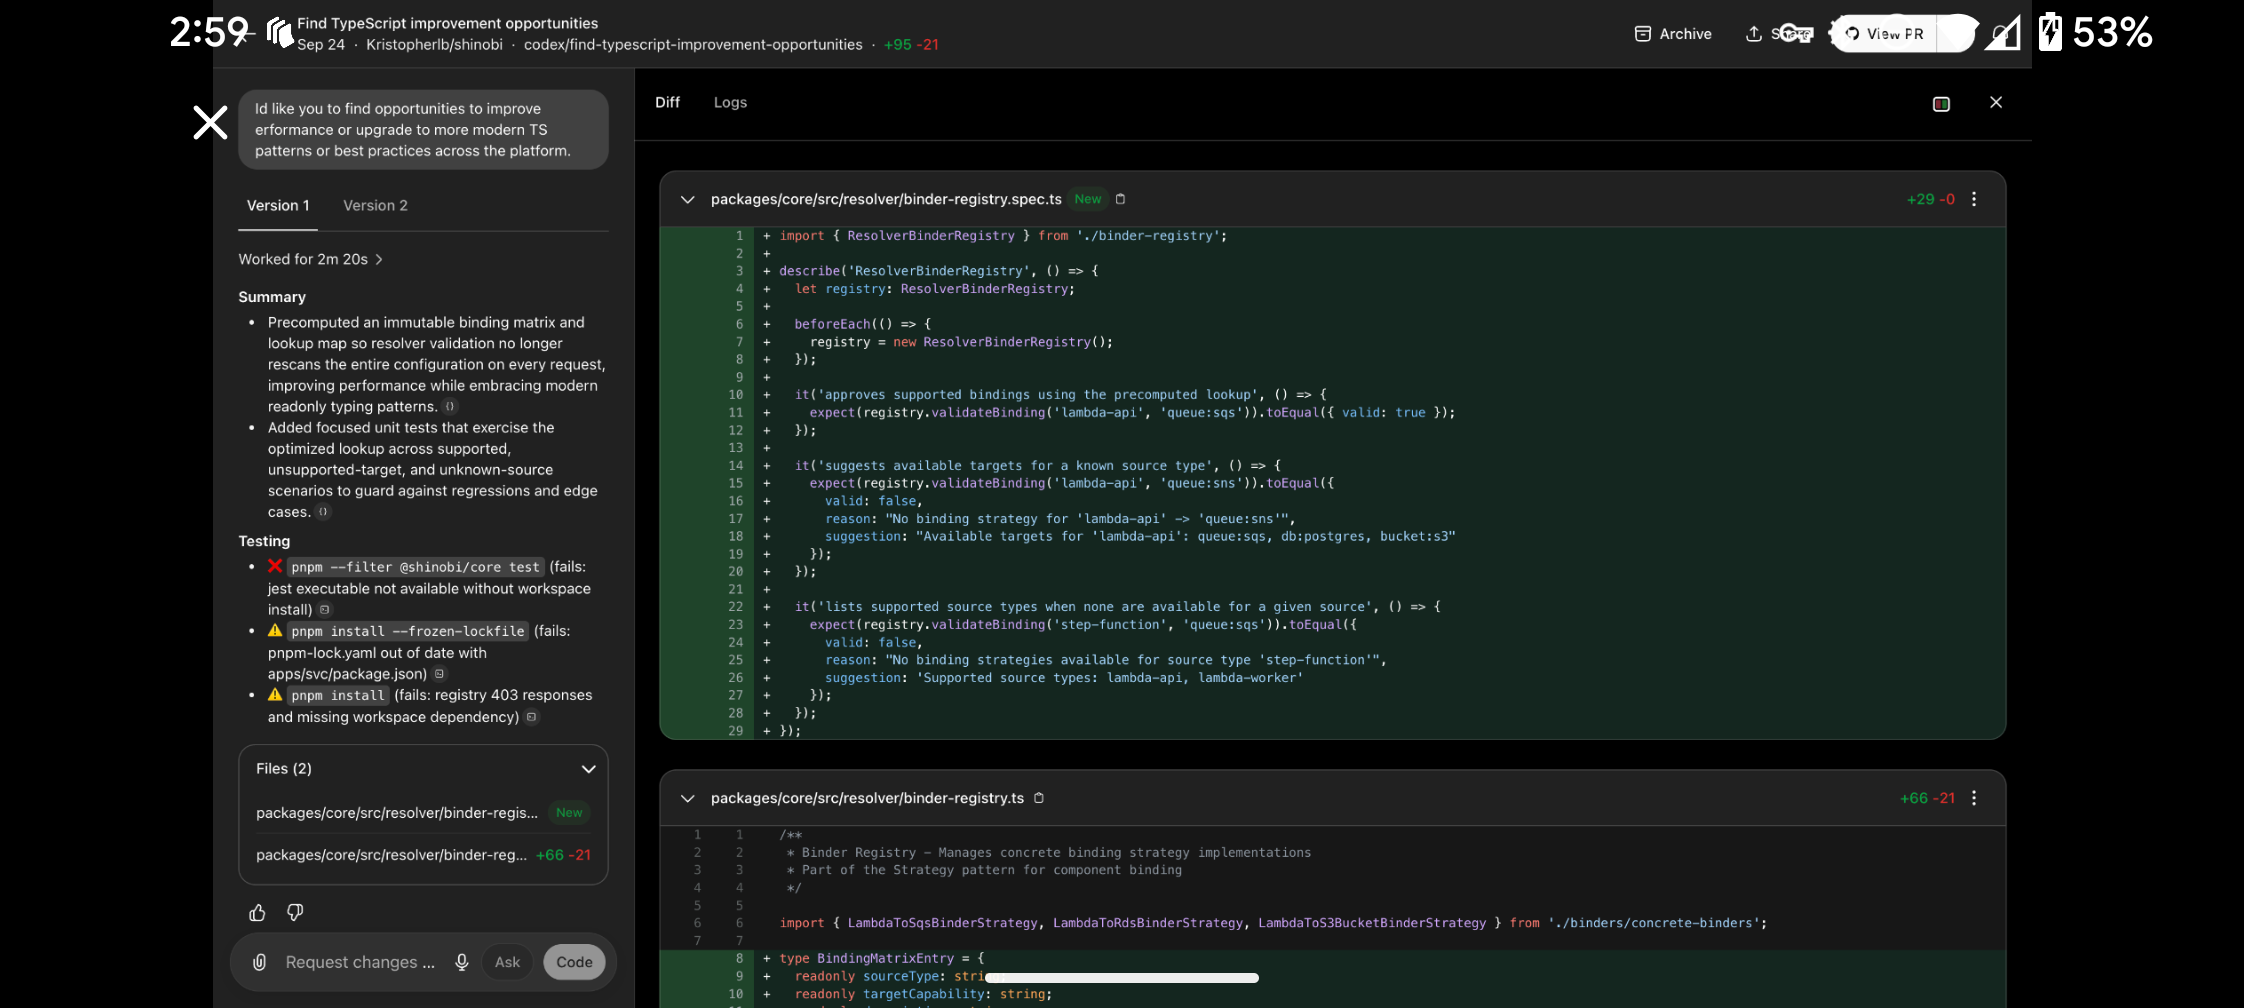 2:59
53%
Find TypeScript improvement opportunities
Sep 24 · Kristopherlb/shinobi · codex/find-typescript-improvement-opportunities · +95 -21
Archive
View PR
Id like you to find opportunities to improve
erformance or upgrade to more modern TS
patterns or best practices across the platform.
Version 1
Version 2
Worked for 2m 20s >
Summary
• Precomputed an immutable binding matrix and
lookup map so resolver validation no longer
rescans the entire configuration on every request,
improving performance while embracing modern
readonly typing patterns.
• Added focused unit tests that exercise the
optimized lookup across supported,
unsupported-target, and unknown-source
scenarios to guard against regressions and edge
cases.
Testing
• ❌ pnpm --filter @shinobi/core test (fails:
jest executable not available without workspace
install)
• ⚠ pnpm install --frozen-lockfile (fails:
pnpm-lock.yaml out of date with
apps/svc/package.json)
• ⚠ pnpm install (fails: registry 403 responses
and missing workspace dependency)
Files (2)
packages/core/src/resolver/binder-regis... New
packages/core/src/resolver/binder-reg... +66 -21
Request changes ...
Ask
Code
Diff
Logs
packages/core/src/resolver/binder-registry.spec.ts New
+29 -0
1 + import { ResolverBinderRegistry } from './binder-registry';
2 +
3 + describe('ResolverBinderRegistry', () => {
4 + let registry: ResolverBinderRegistry;
5 +
6 + beforeEach(() => {
7 + registry = new ResolverBinderRegistry();
8 + });
9 +
10 + it('approves supported bindings using the precomputed lookup', () => {
11 + expect(registry.validateBinding('lambda-api', 'queue:sqs')).toEqual({ valid: true });
12 + });
13 +
14 + it('suggests available targets for a known source type', () => {
15 + expect(registry.validateBinding('lambda-api', 'queue:sns')).toEqual({
16 + valid: false,
17 + reason: "No binding strategy for 'lambda-api' -> 'queue:sns'",
18 + suggestion: "Available targets for 'lambda-api': queue:sqs, db:postgres, bucket:s3"
19 + });
20 + });
21 +
22 + it('lists supported source types when none are available for a given source', () => {
23 + expect(registry.validateBinding('step-function', 'queue:sqs')).toEqual({
24 + valid: false,
25 + reason: "No binding strategies available for source type 'step-function'",
26 + suggestion: 'Supported source types: lambda-api, lambda-worker'
27 + });
28 + });
29 + });
packages/core/src/resolver/binder-registry.ts
+66 -21
1 1 /**
2 2 * Binder Registry - Manages concrete binding strategy implementations
3 3 * Part of the Strategy pattern for component binding
4 4 */
5 5
6 6 import { LambdaToSqsBinderStrategy, LambdaToRdsBinderStrategy, LambdaToS3BucketBinderStrategy } from './binders/concrete-binders';
7 7
8 + type BindingMatrixEntry = {
9 + readonly sourceType:
10 + readonly targetCapability: string;